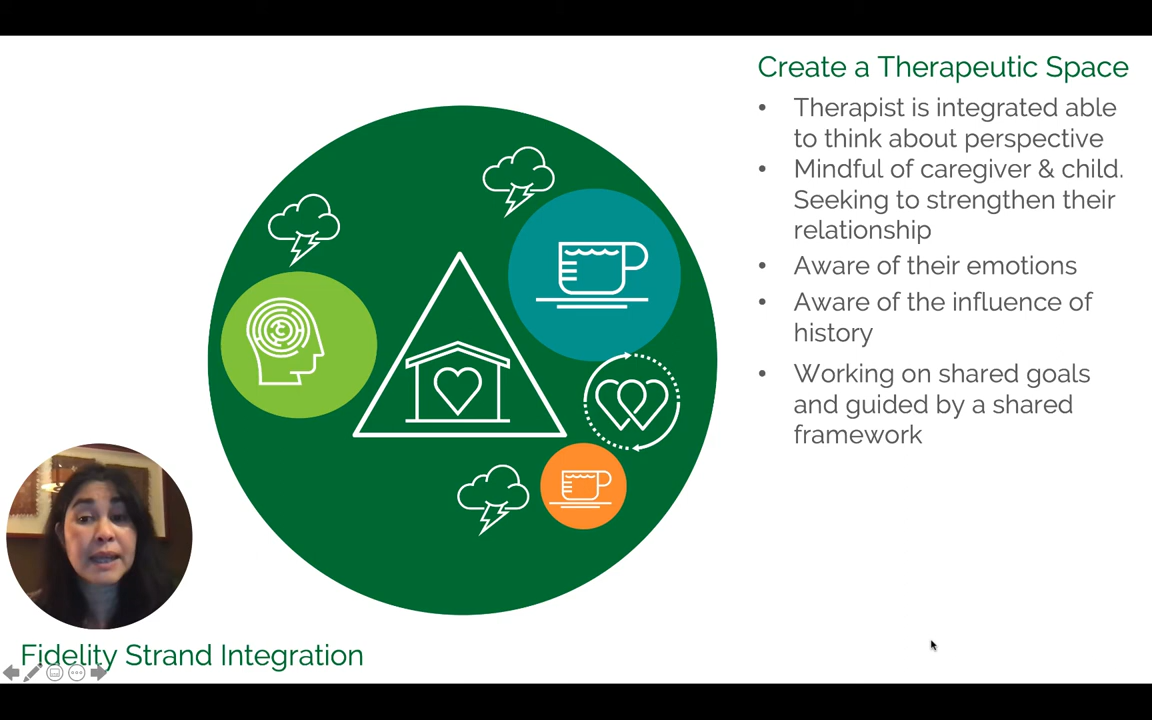 Create a Therapeutic Space
• Therapist is integrated able
to think about perspective
• Mindful of caregiver & child.
Seeking to strengthen their
relationship
• Aware of their emotions
• Aware of the influence of
history
• Working on shared goals
and guided by a shared
framework
Fidelity Strand Integration